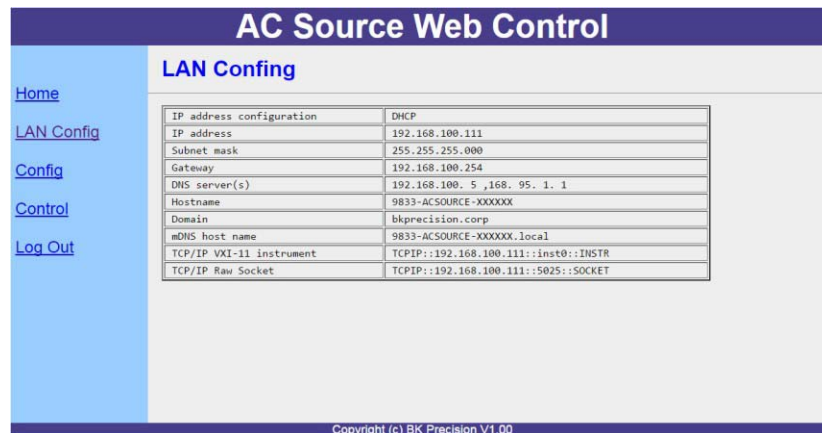 AC Source Web Control
Home
LAN Config
Config
Control
Log Out
LAN Confing
IP address configuration DHCP
IP address 192.168.100.111
Subnet mask 255.255.255.000
Gateway 192.168.100.254
DNS server(s) 192.168.100. 5 ,168. 95. 1. 1
Hostname 9833-ACSOURCE-XXXXXX
Domain bkprecision.corp
mDNS host name 9833-ACSOURCE-XXXXXX.local
TCP/IP VXI-11 instrument TCPIP::192.168.100.111::inst0::INSTR
TCP/IP Raw Socket TCPIP::192.168.100.111::5025::SOCKET
Copyright (c) BK Precision V1.00